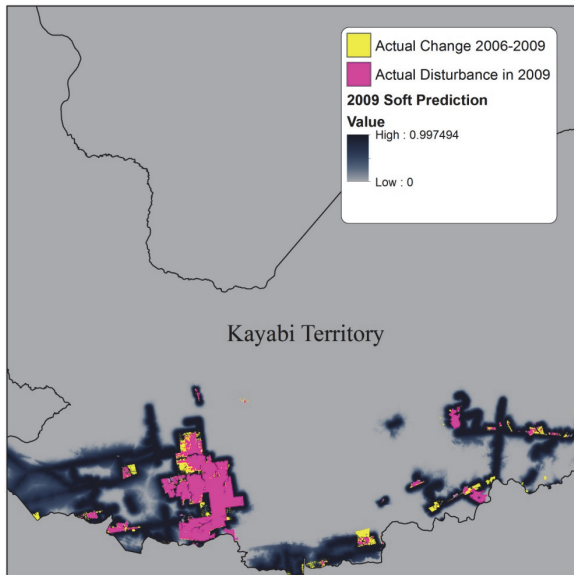 Actual Change 2006-2009
Actual Disturbance in 2009
2009 Soft Prediction
Value
High : 0.997494
Low : 0
Kayabi Territory